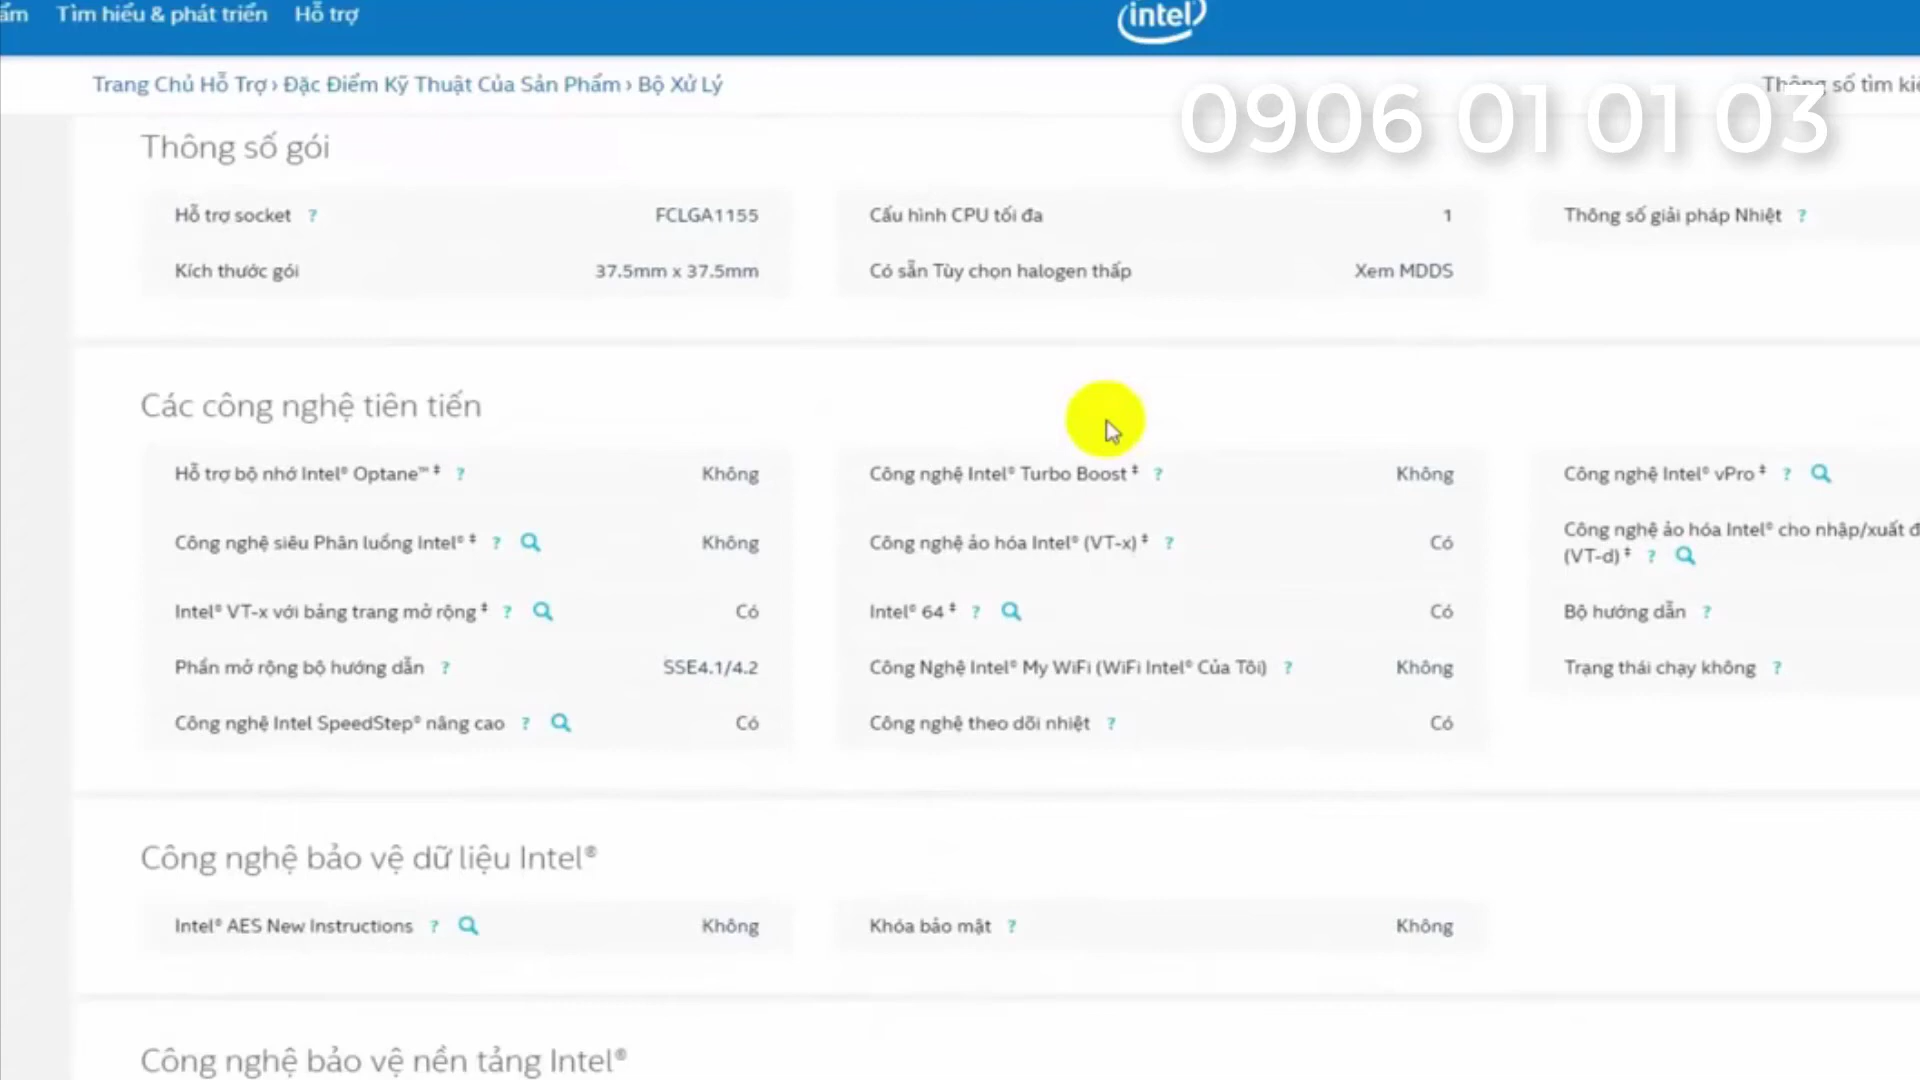 Tìm hiểu & phát triển Hỗ trợ
intel
Trang Chủ Hỗ Trợ › Đặc Điểm Kỹ Thuật Của Sản Phẩm › Bộ Xử Lý
Thông số tìm
0906 01 01 03
Thông số gói
Hỗ trợ socket ? FCLGA1155
Cấu hình CPU tối đa 1
Thông số giải pháp Nhiệt ?
Kích thước gói 37.5mm x 37.5mm
Có sẵn Tùy chọn halogen thấp Xem MDDS
Các công nghệ tiên tiến
Hỗ trợ bộ nhớ Intel® Optane™ ‡ ? Không
Công nghệ Intel® Turbo Boost ‡ ? Không
Công nghệ Intel® vPro ‡ ?
Công nghệ siêu Phân luồng Intel® ‡ ? Không
Công nghệ ảo hóa Intel® (VT-x) ‡ ? Có
Công nghệ ảo hóa Intel® cho nhập/xuất
(VT-d) ‡ ?
Intel® VT-x với bảng trang mở rộng ‡ ? Có
Intel® 64 ‡ ? Có
Bộ hướng dẫn ?
Phần mở rộng bộ hướng dẫn ? SSE4.1/4.2
Công Nghệ Intel® My WiFi (WiFi Intel® Của Tôi) ? Không
Trạng thái chạy không ?
Công nghệ Intel SpeedStep® nâng cao ? Có
Công nghệ theo dõi nhiệt ? Có
Công nghệ bảo vệ dữ liệu Intel®
Intel® AES New Instructions ? Không
Khóa bảo mật ? Không
Công nghệ bảo vệ nền tảng Intel®